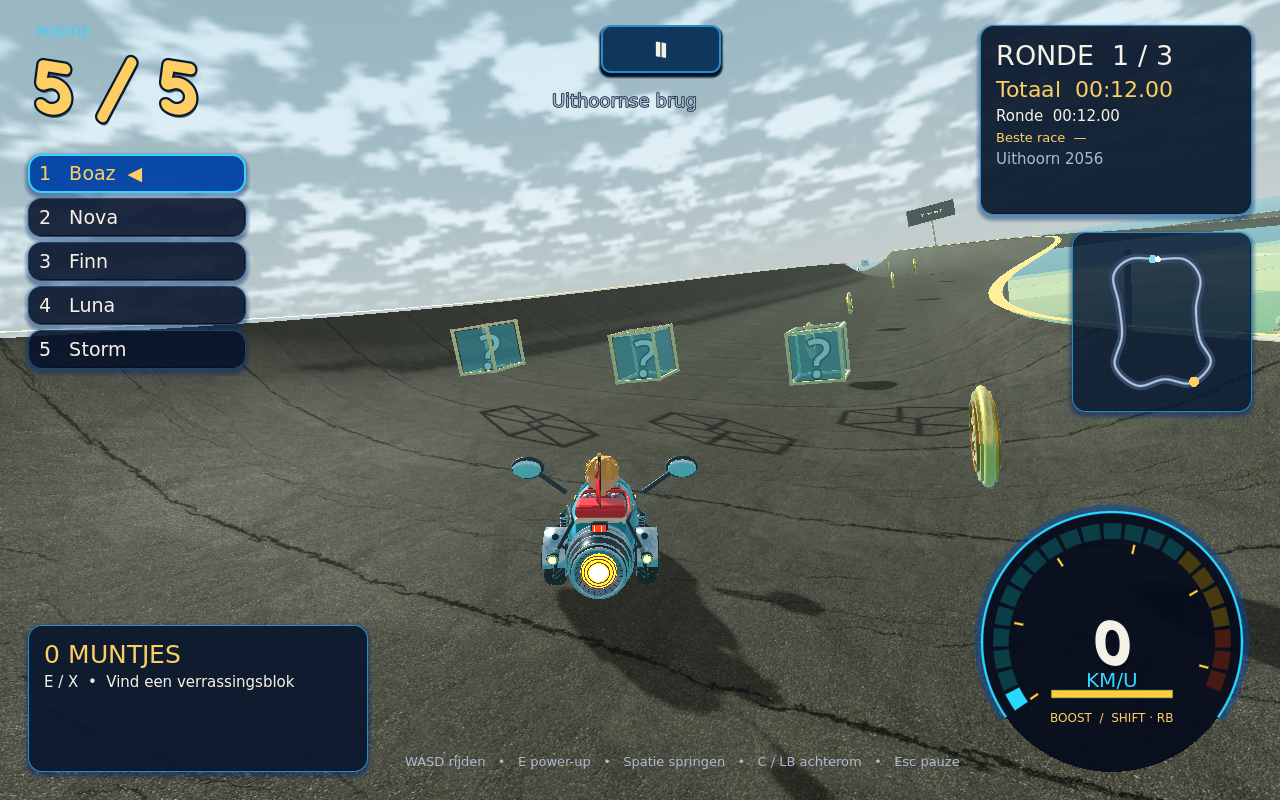 POSITIE
5 / 5
1 Boaz ◀
2 Nova
3 Finn
4 Luna
5 Storm
Uithoornse brug
RONDE 1 / 3
Totaal 00:12.00
Ronde 00:12.00
Beste race —
Uithoorn 2056
?
?
?
0 MUNTJES
E / X • Vind een verrassingsblok
0
KM/U
BOOST / SHIFT · RB
WASD rijden • E power-up • Spatie springen • C / LB achterom • Esc pauze